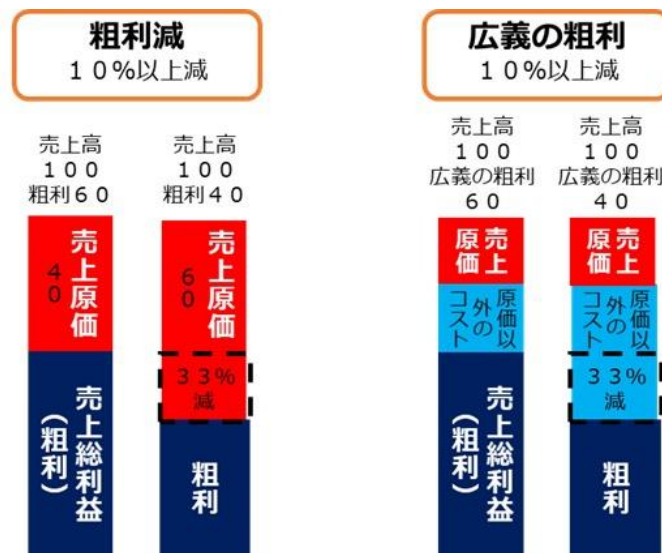 粗利減
１０%以上減
売上高
１００
粗利６０
売上高
１００
粗利４０
売上原価
４０
売上原価
６０
３３%
減
売上総利益
（粗利）
粗利
広義の粗利
１０%以上減
売上高
１００
広義の粗利
６０
売上高
１００
広義の粗利
４０
売上
原価
売上
原価
原価以
外の
コスト
原価以
外の
コスト
３３%
減
売上総利益
（粗利）
粗利